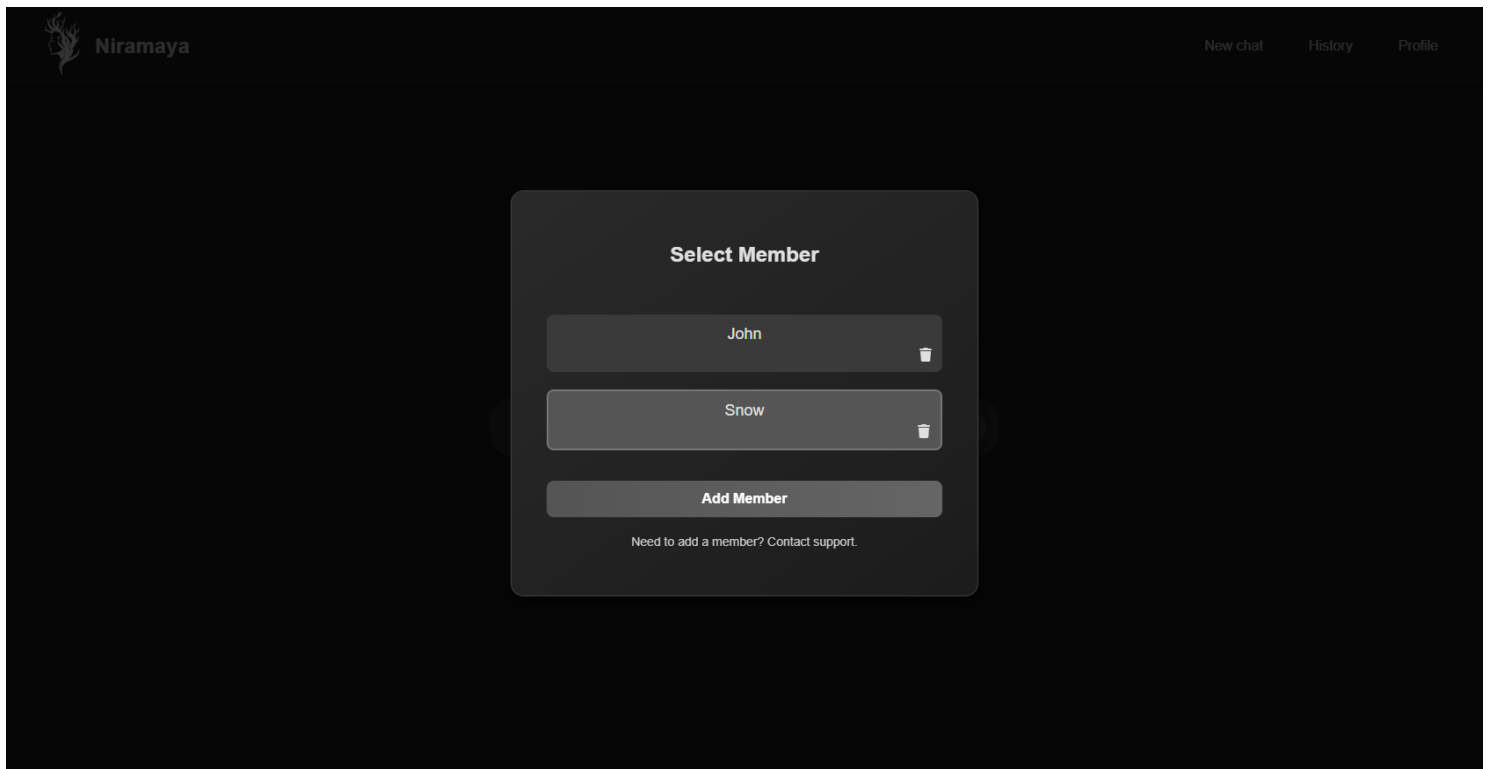 Niramaya
New chat History Profile
Select Member
John
Snow
Add Member
Need to add a member? Contact support.